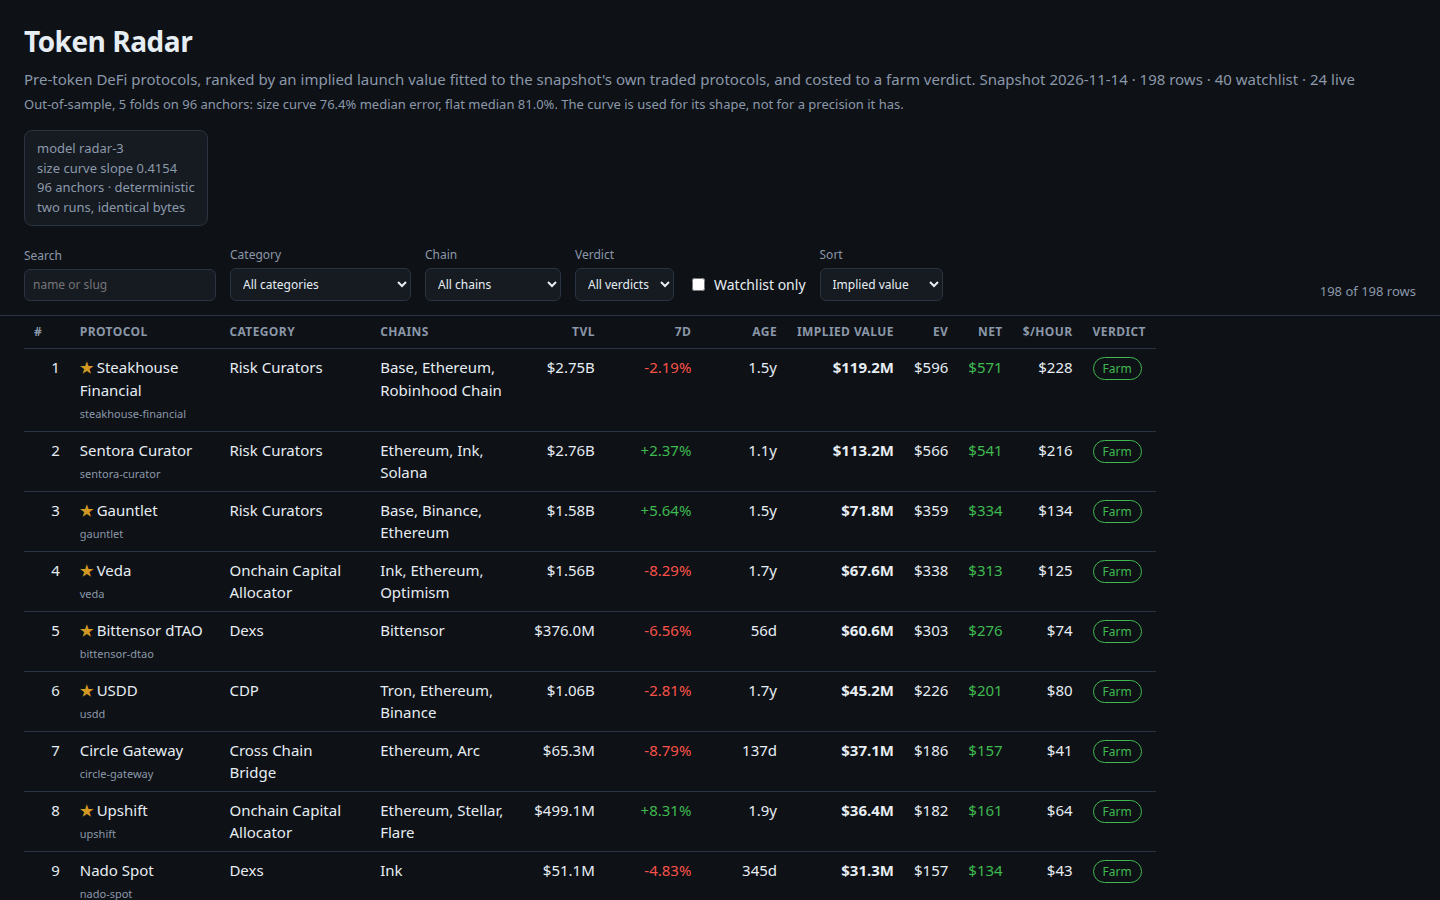 Token Radar
Pre-token DeFi protocols, ranked by an implied launch value fitted to the snapshot's own traded protocols, and costed to a farm verdict. Snapshot 2026-11-14 · 198 rows · 40 watchlist · 24 live
Out-of-sample, 5 folds on 96 anchors: size curve 76.4% median error, flat median 81.0%. The curve is used for its shape, not for a precision it has.
model radar-3
size curve slope 0.4154
96 anchors · deterministic
two runs, identical bytes
Search Category Chain Verdict Sort
name or slug All categories All chains All verdicts Watchlist only Implied value 198 of 198 rows
# PROTOCOL CATEGORY CHAINS TVL 7D AGE IMPLIED VALUE EV NET $/HOUR VERDICT
1 ★ Steakhouse Risk Curators Base, Ethereum, $2.75B -2.19% 1.5y $119.2M $596 $571 $228 Farm
Financial Robinhood Chain
steakhouse-financial
2 Sentora Curator Risk Curators Ethereum, Ink, $2.76B +2.37% 1.1y $113.2M $566 $541 $216 Farm
sentora-curator Solana
3 ★ Gauntlet Risk Curators Base, Binance, $1.58B +5.64% 1.5y $71.8M $359 $334 $134 Farm
gauntlet Ethereum
4 ★ Veda Onchain Capital Ink, Ethereum, $1.56B -8.29% 1.7y $67.6M $338 $313 $125 Farm
veda Allocator Optimism
5 ★ Bittensor dTAO Dexs Bittensor $376.0M -6.56% 56d $60.6M $303 $276 $74 Farm
bittensor-dtao
6 ★ USDD CDP Tron, Ethereum, $1.06B -2.81% 1.7y $45.2M $226 $201 $80 Farm
usdd Binance
7 Circle Gateway Cross Chain Ethereum, Arc $65.3M -8.79% 137d $37.1M $186 $157 $41 Farm
circle-gateway Bridge
8 ★ Upshift Onchain Capital Ethereum, Stellar, $499.1M +8.31% 1.9y $36.4M $182 $161 $64 Farm
upshift Allocator Flare
9 Nado Spot Dexs Ink $51.1M -4.83% 345d $31.3M $157 $134 $43 Farm
nado-spot